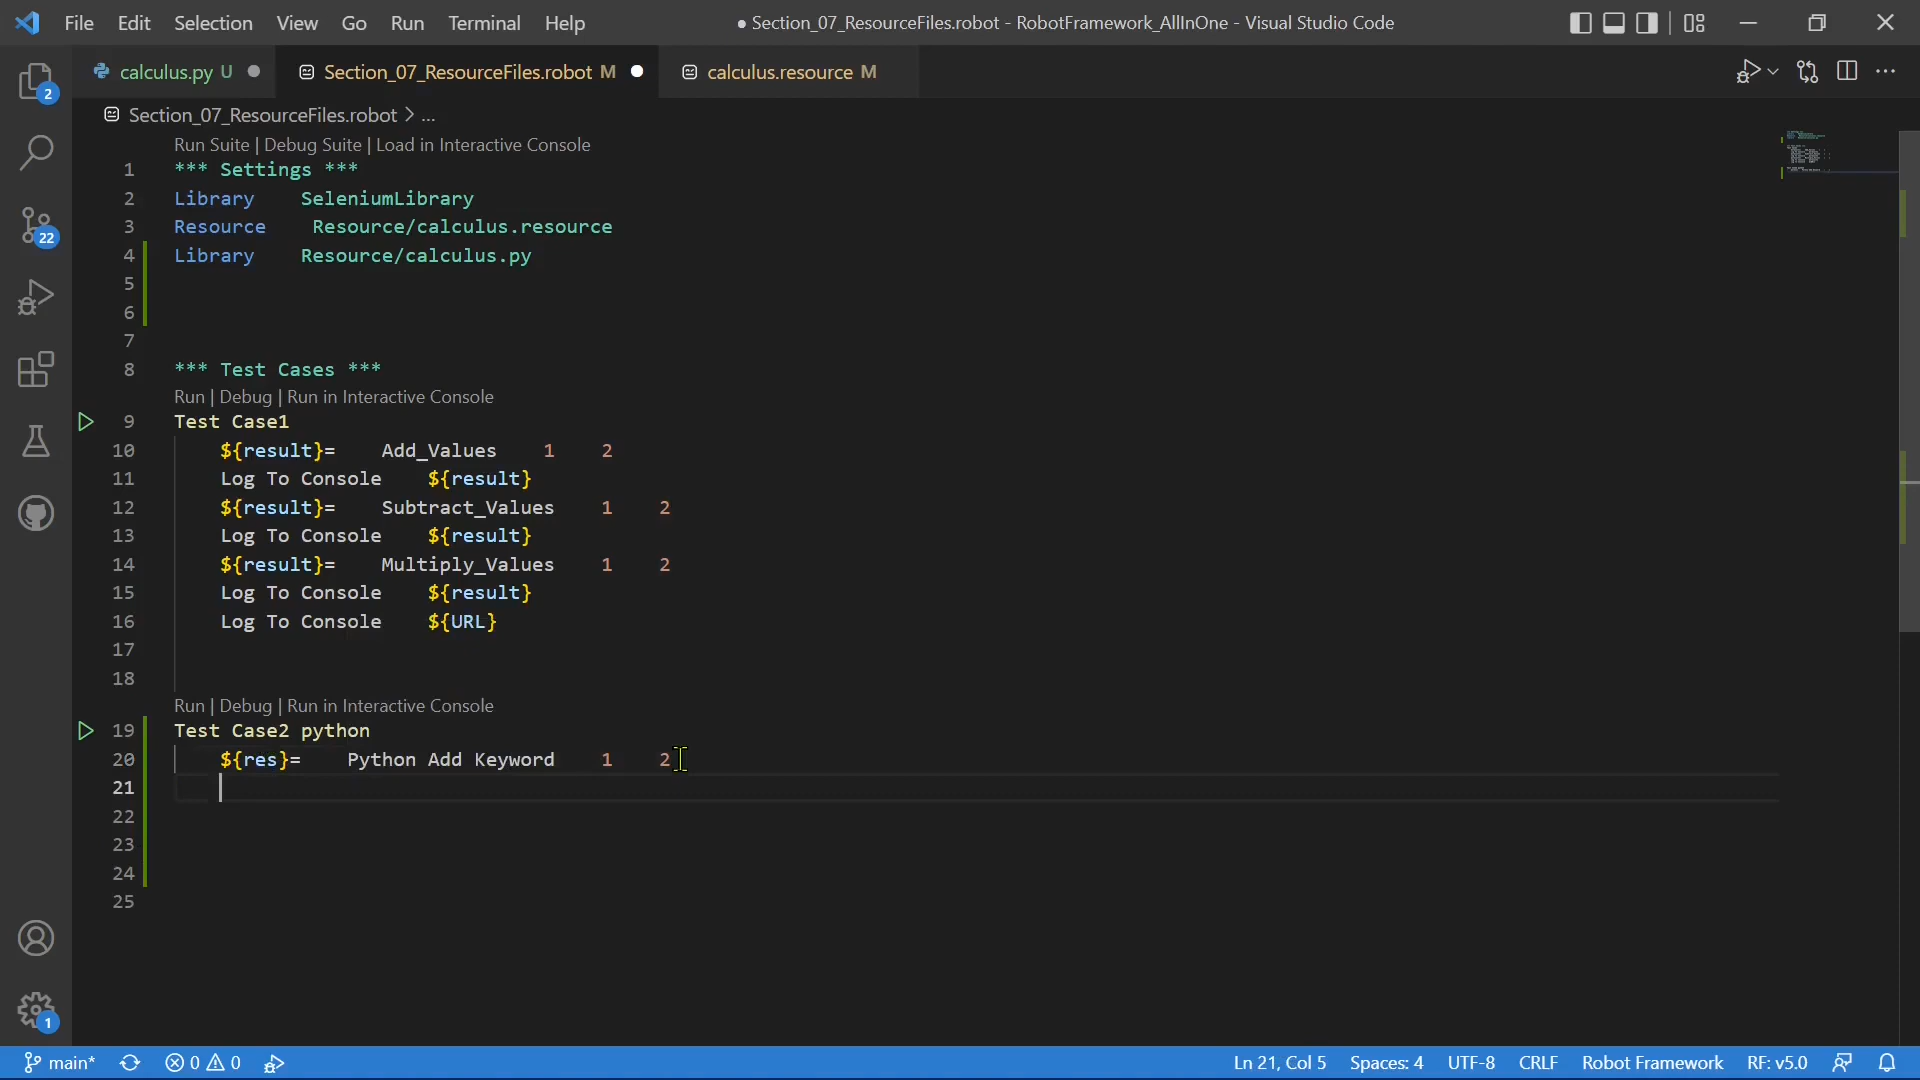 File Edit Selection View Go Run Terminal Help ● Section_07_ResourceFiles.robot - RobotFramework_AllInOne - Visual Studio Code
calculus.py U Section_07_ResourceFiles.robot M calculus.resource M
Section_07_ResourceFiles.robot > ...
Run Suite | Debug Suite | Load in Interactive Console
1 *** Settings ***
2 Library    SeleniumLibrary
3 Resource    Resource/calculus.resource
4 Library    Resource/calculus.py
5
6
7
8 *** Test Cases ***
Run | Debug | Run in Interactive Console
9 Test Case1
10 ${result}=    Add_Values    1    2
11 Log To Console    ${result}
12 ${result}=    Subtract_Values    1    2
13 Log To Console    ${result}
14 ${result}=    Multiply_Values    1    2
15 Log To Console    ${result}
16 Log To Console    ${URL}
17
18
Run | Debug | Run in Interactive Console
19 Test Case2 python
20 ${res}=    Python Add Keyword    1    2
21
22
23
24
25
2
22
1
main* 0 0 Ln 21, Col 5 Spaces: 4 UTF-8 CRLF Robot Framework RF: v5.0